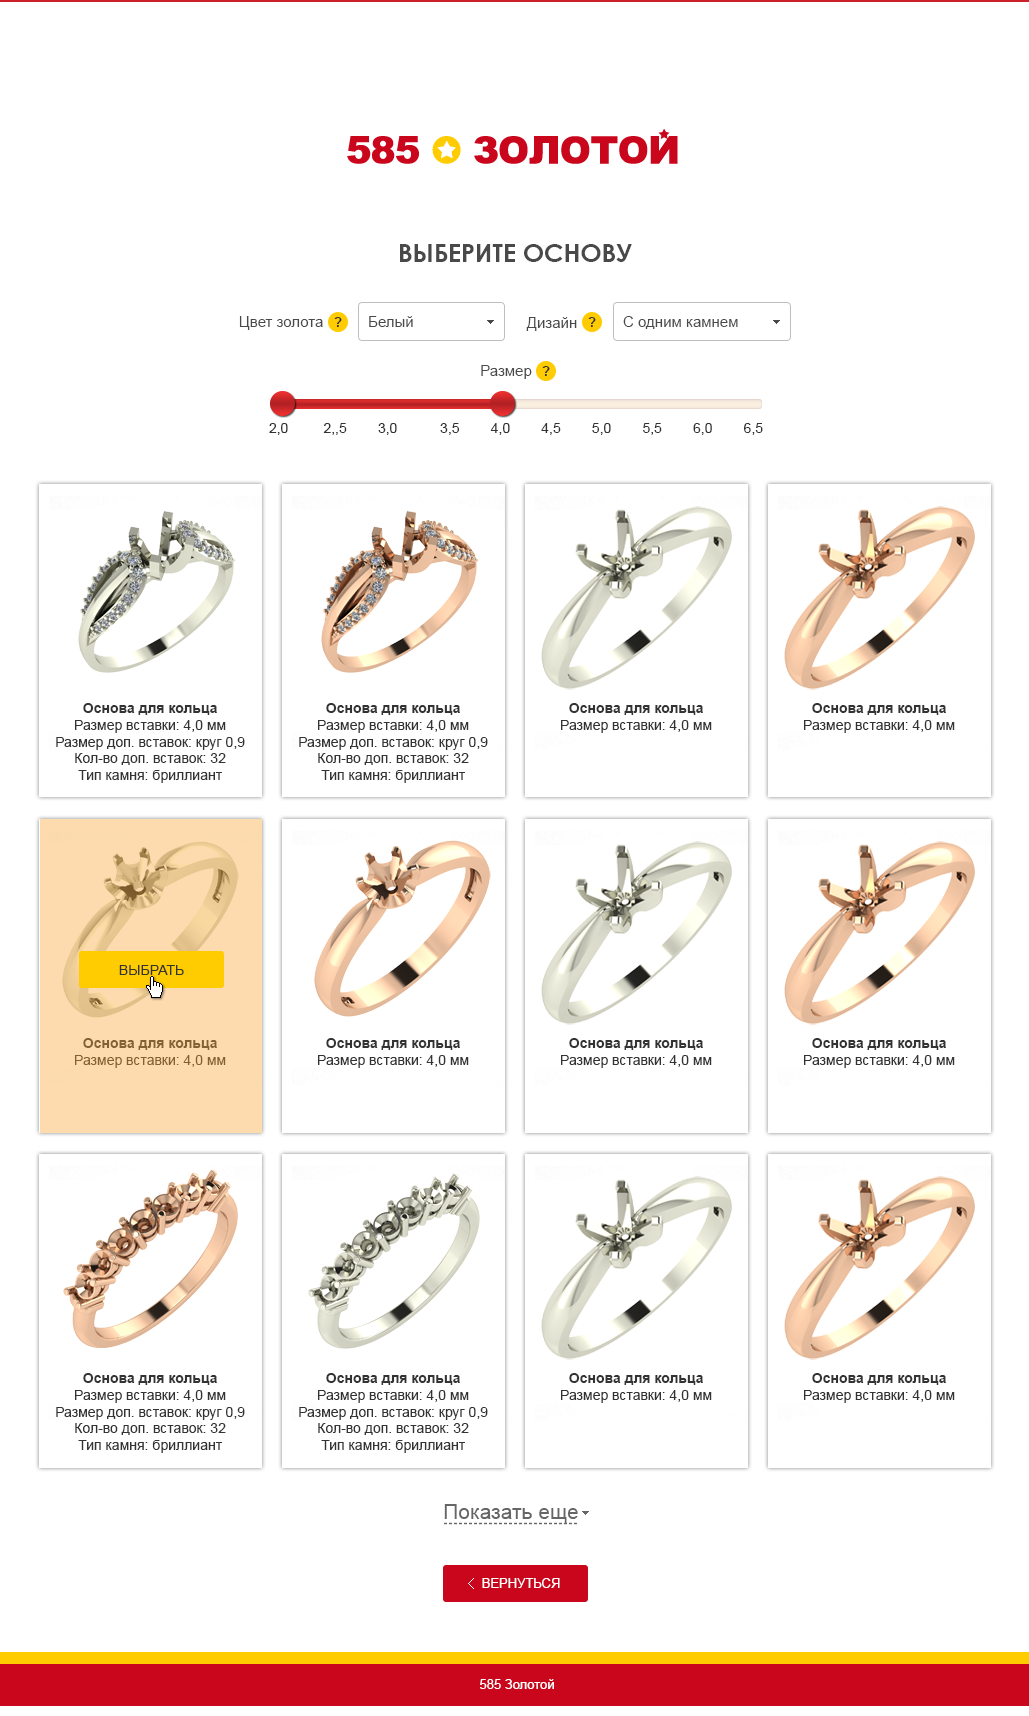 585 ЗОЛОТОЙ
ВЫБЕРИТЕ ОСНОВУ
Цвет золота ? Белый Дизайн ? С одним камнем
Размер ?
2,0 2,,5 3,0 3,5 4,0 4,5 5,0 5,5 6,0 6,5
Основа для кольца
Размер вставки: 4,0 мм
Размер доп. вставок: круг 0,9
Кол-во доп. вставок: 32
Тип камня: бриллиант
Основа для кольца
Размер вставки: 4,0 мм
Размер доп. вставок: круг 0,9
Кол-во доп. вставок: 32
Тип камня: бриллиант
Основа для кольца
Размер вставки: 4,0 мм
Основа для кольца
Размер вставки: 4,0 мм
ВЫБРАТЬ
Основа для кольца
Размер вставки: 4,0 мм
Основа для кольца
Размер вставки: 4,0 мм
Основа для кольца
Размер вставки: 4,0 мм
Основа для кольца
Размер вставки: 4,0 мм
Основа для кольца
Размер вставки: 4,0 мм
Размер доп. вставок: круг 0,9
Кол-во доп. вставок: 32
Тип камня: бриллиант
Основа для кольца
Размер вставки: 4,0 мм
Размер доп. вставок: круг 0,9
Кол-во доп. вставок: 32
Тип камня: бриллиант
Основа для кольца
Размер вставки: 4,0 мм
Основа для кольца
Размер вставки: 4,0 мм
Показать еще
ВЕРНУТЬСЯ
585 Золотой